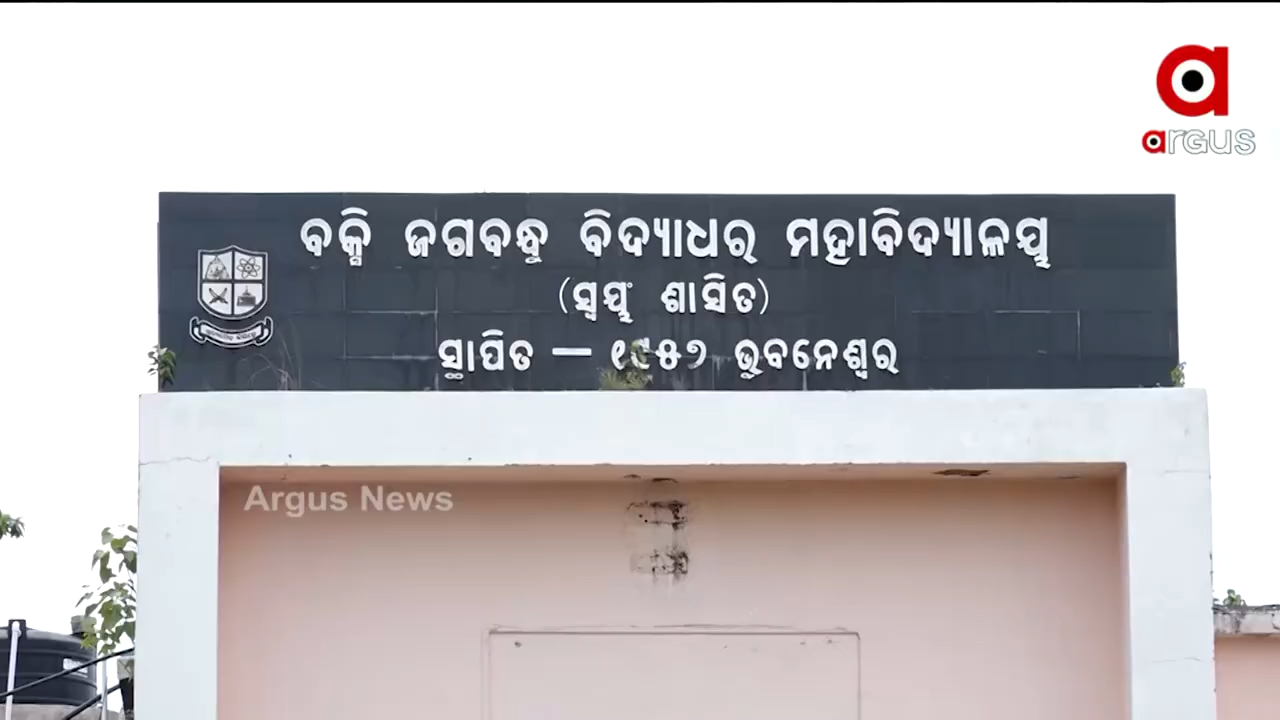 argus
ବକ୍ସି ଜଗବନ୍ଧୁ ବିଦ୍ୟାଧର ମହାବିଦ୍ୟାଳୟ
(ସ୍ୱୟଂ ଶାସିତ)
ସ୍ଥାପିତ — ୧୯୫୭ ଭୁବନେଶ୍ୱର
Argus News